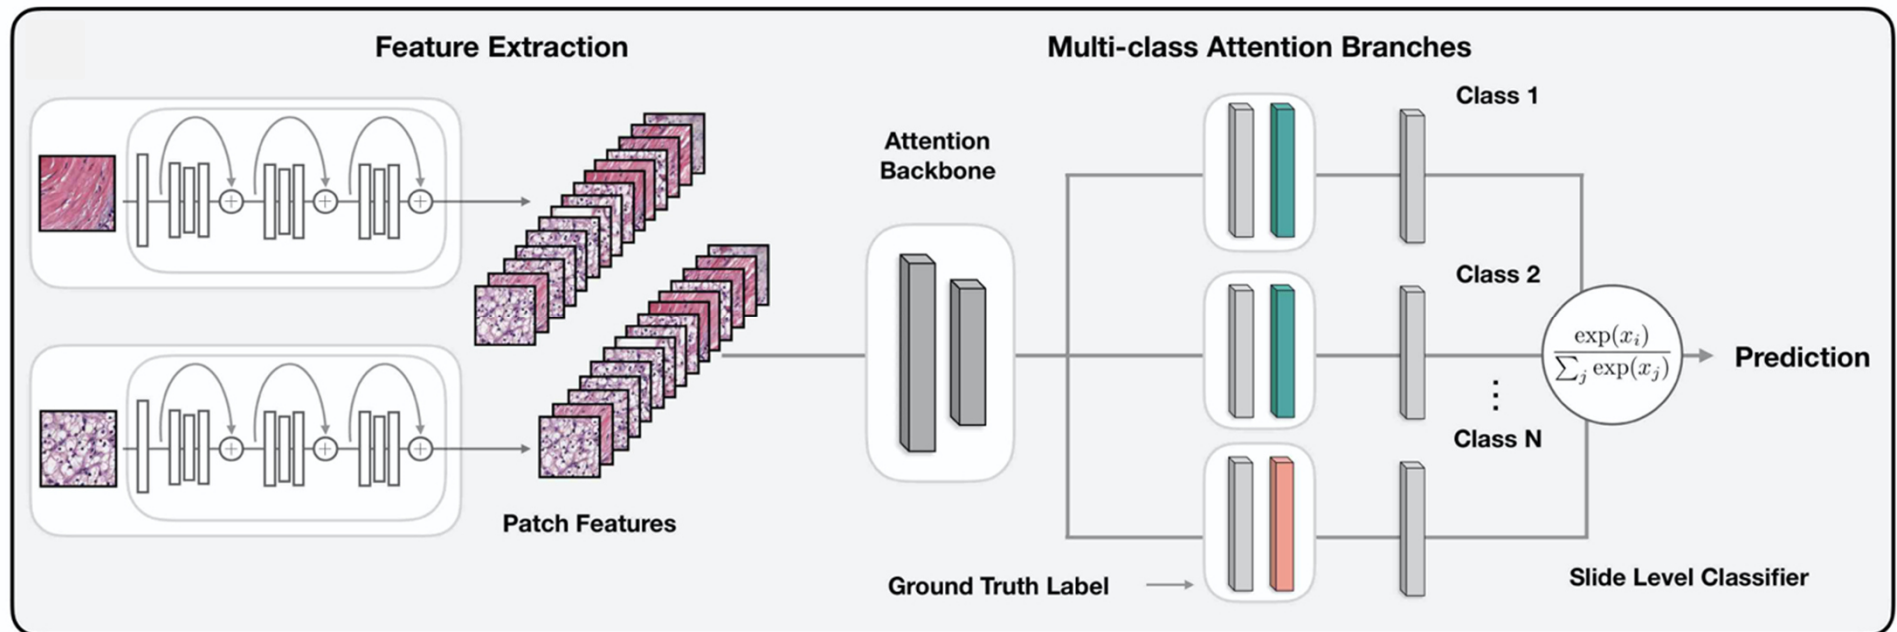 Feature Extraction
Multi-class Attention Branches
Patch Features
Attention
Backbone
Class 1
Class 2
⋮
Class N
Ground Truth Label
exp(x_i)
∑_j exp(x_j)
Prediction
Slide Level Classifier